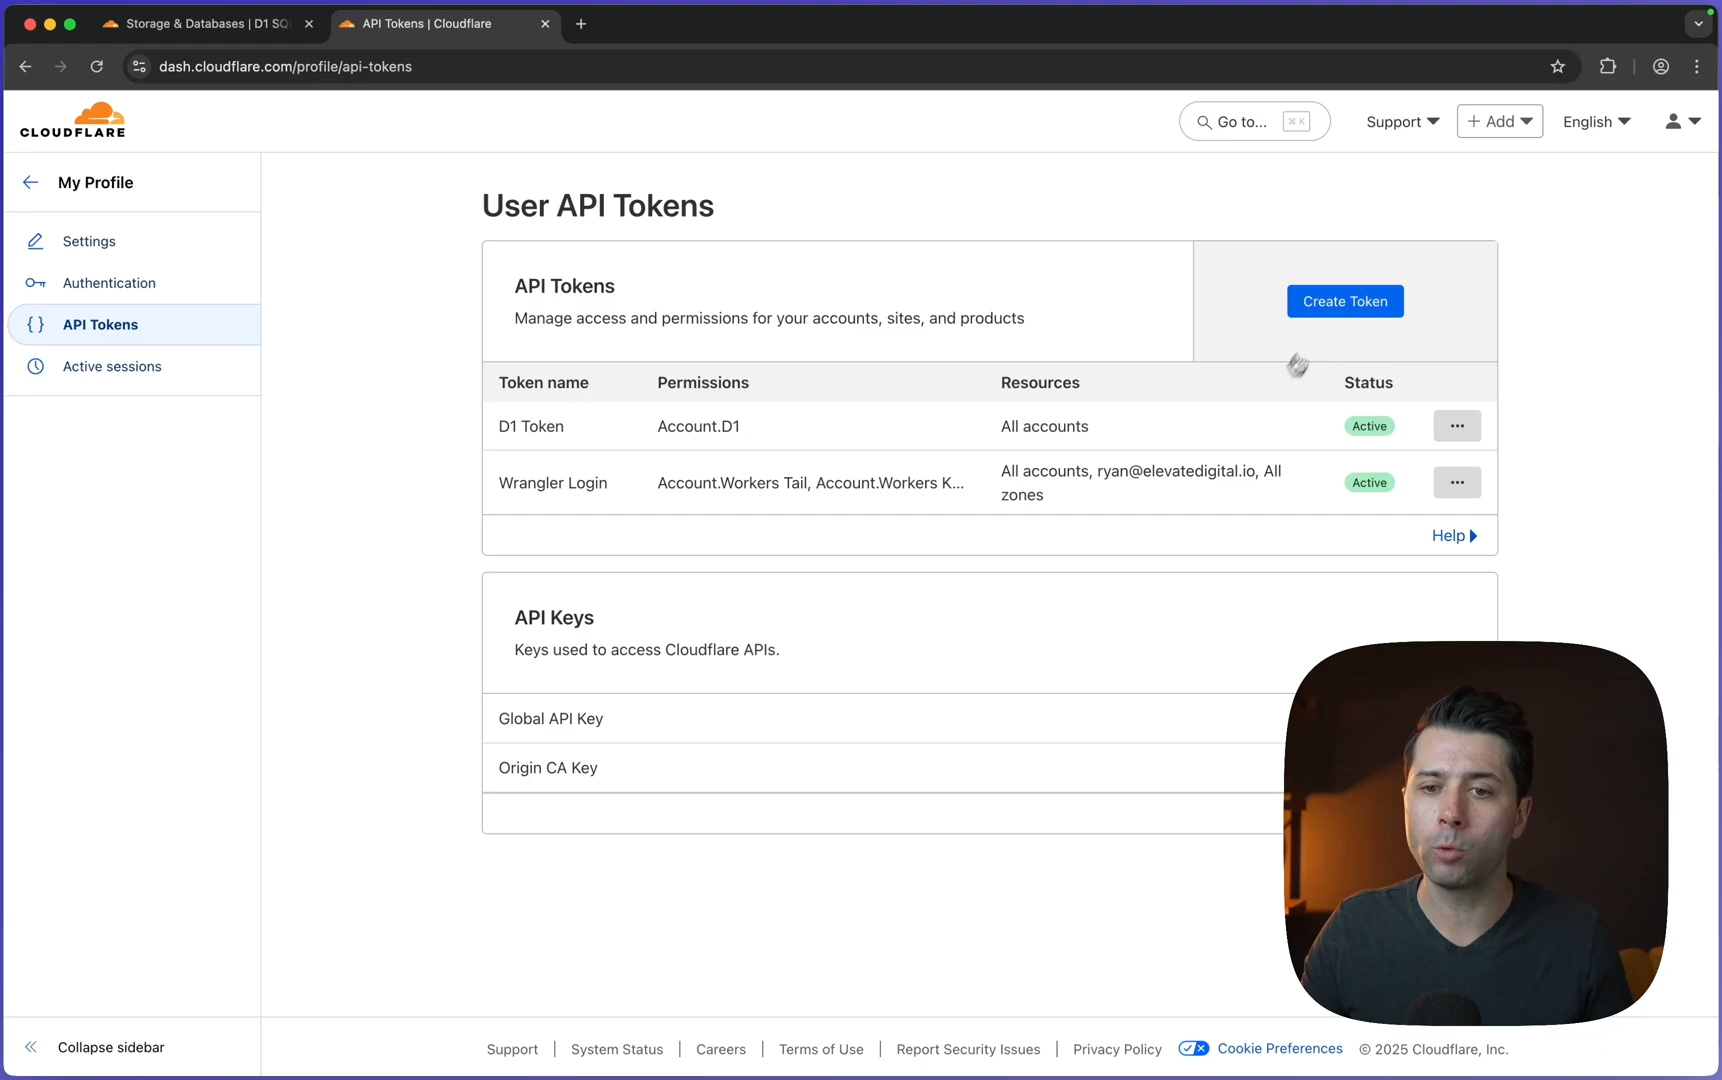 Storage & Databases | D1 SQ
API Tokens | Cloudflare
dash.cloudflare.com/profile/api-tokens
CLOUDFLARE
Go to... ⌘ K
Support
+ Add
English
My Profile
Settings
Authentication
API Tokens
Active sessions
User API Tokens
API Tokens
Manage access and permissions for your accounts, sites, and products
Create Token
Token name Permissions Resources Status
D1 Token Account.D1 All accounts Active ...
Wrangler Login Account.Workers Tail, Account.Workers K... All accounts, ryan@elevatedigital.io, All
zones Active ...
Help
API Keys
Keys used to access Cloudflare APIs.
Global API Key
Origin CA Key
Collapse sidebar
Support | System Status | Careers | Terms of Use | Report Security Issues | Privacy Policy Cookie Preferences © 2025 Cloudflare, Inc.